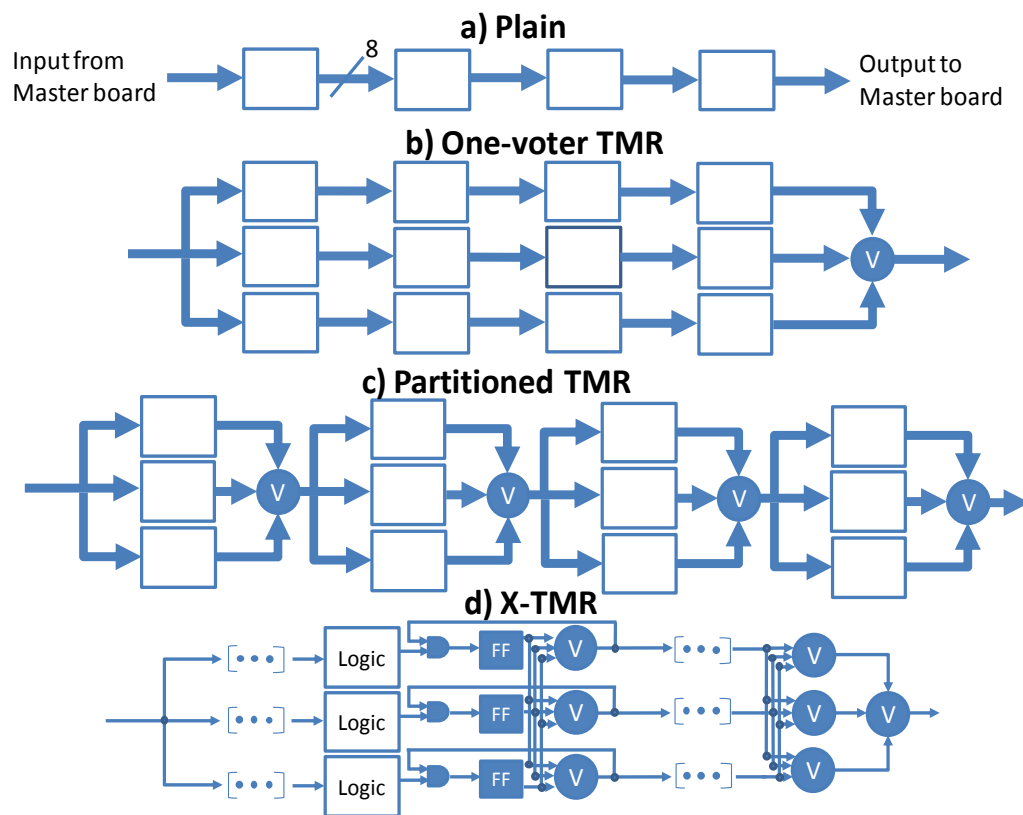 a) Plain
8
Input from
Master board
Output to
Master board
b) One-voter TMR
V
c) Partitioned TMR
V
V
V
V
d) X-TMR
[•••]
Logic
FF
V
[•••]
V
[•••]
Logic
FF
V
[•••]
V
V
[•••]
Logic
FF
V
[•••]
V